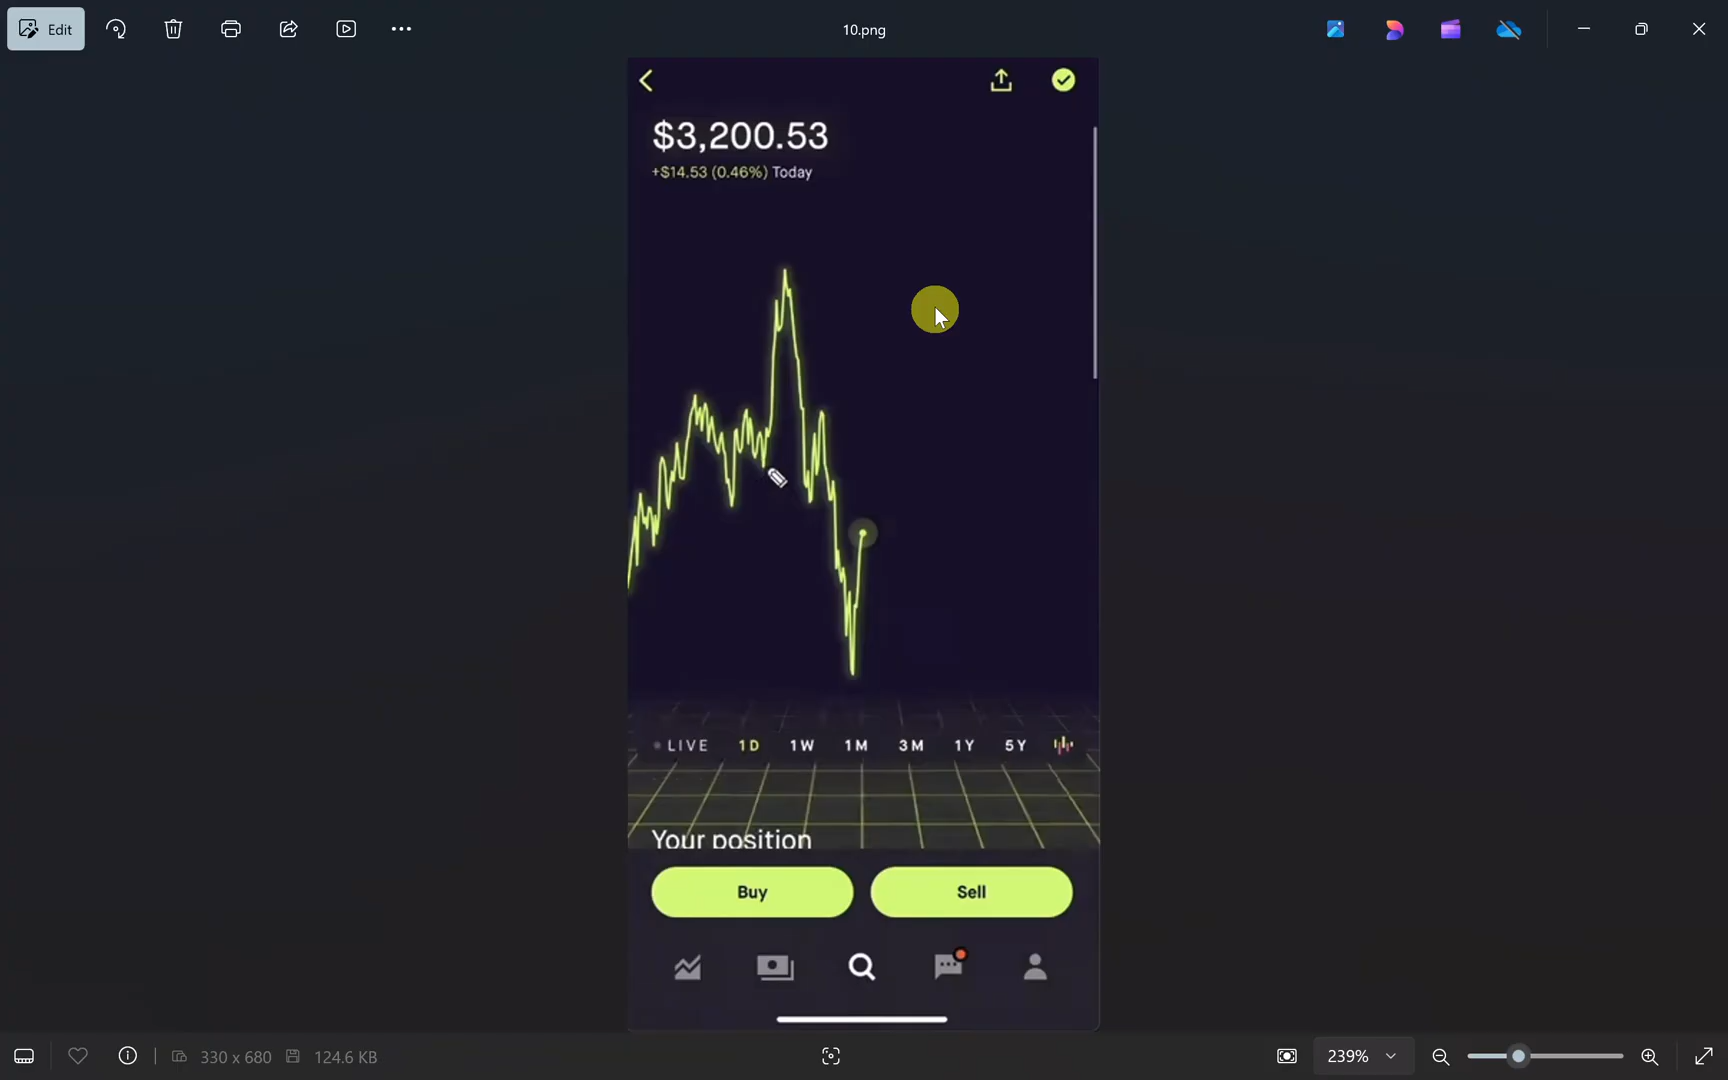 Edit
10.png
$3,200.53
+$14.53 (0.46%) Today
LIVE 1D 1W 1M 3M 1Y 5Y
Your position
Buy Sell
330 x 680 124.6 KB 239%